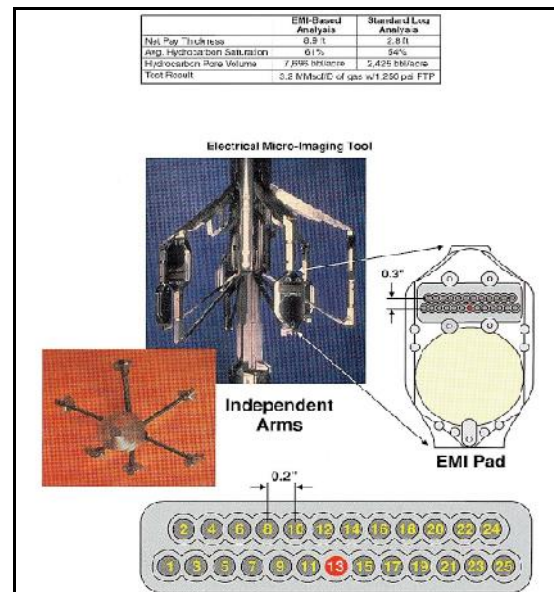 EMI-Based Standard Log
Analysis Analysis
Net Pay Thickness 8.9 ft 2.8 ft
Avg. Hydrocarbon Saturation 61% 54%
Hydrocarbon Pore Volume 7,696 bbl/acre 2,425 bbl/acre
Test Result 3.2 MMscf/D of gas w/1,250 psi FTP
Electrical Micro-Imaging Tool
0.3"
Independent
Arms
EMI Pad
0.2"
2 4 6 8 10 12 14 16 18 20 22 24
1 3 5 7 9 11 13 15 17 19 21 23 25